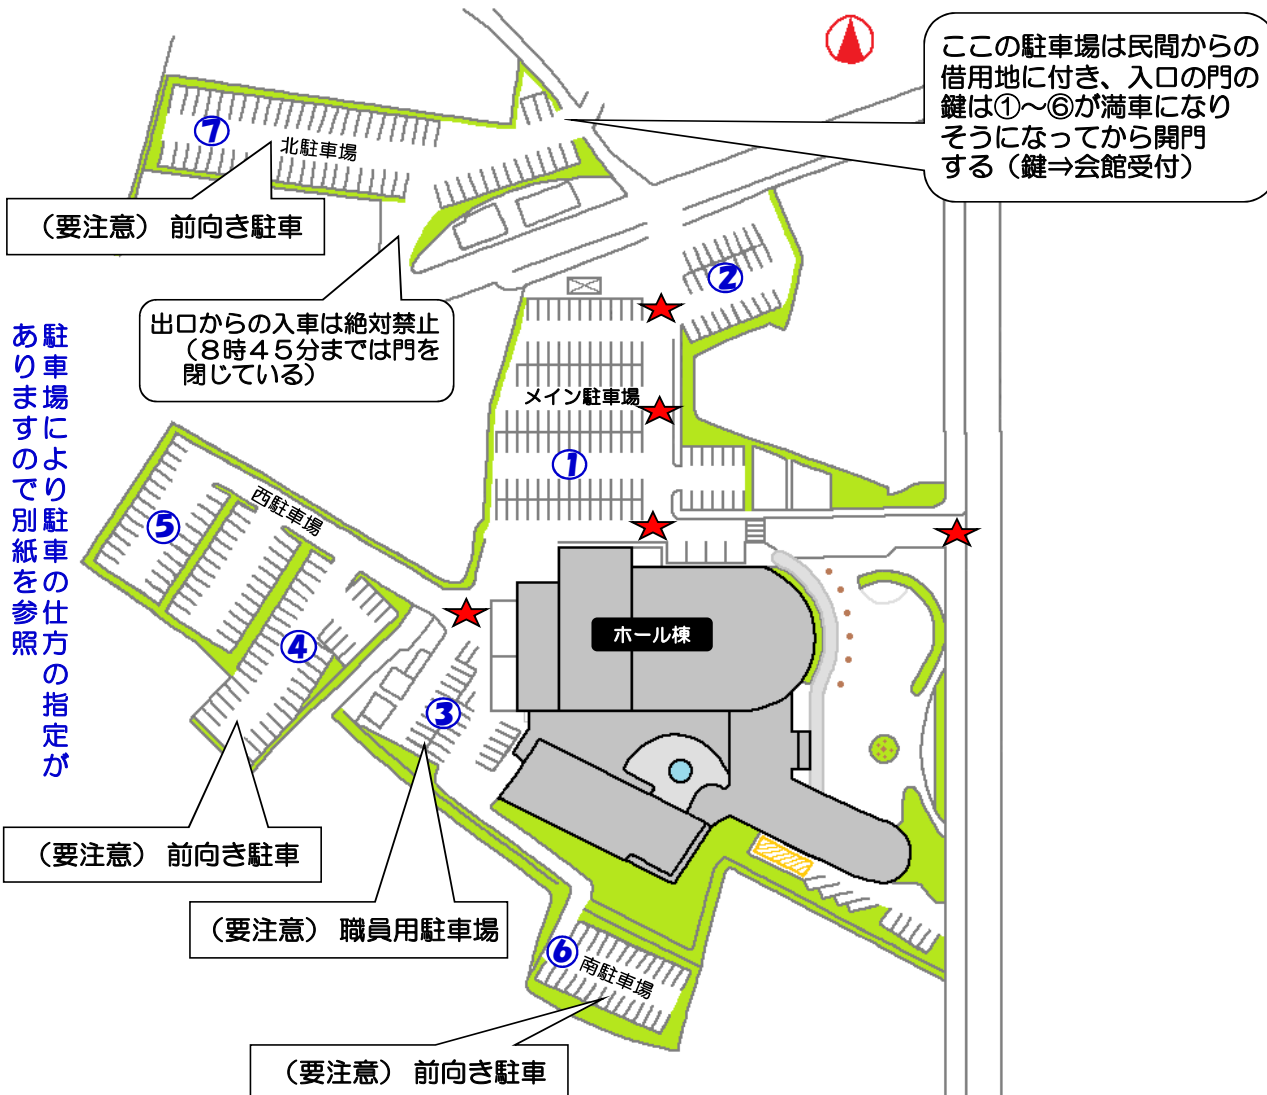 ここの駐車場は民間からの
借用地に付き、入口の門の
鍵は①～⑥が満車になり
そうになってから開門
する（鍵⇒会館受付）
⑦
北駐車場
（要注意） 前向き駐車
②
出口からの入車は絶対禁止
（８時４５分までは門を
閉じている）
駐車場により駐車の仕方の指定が
ありますので別紙を参照
メイン駐車場
①
西駐車場
⑤
④
ホール棟
③
（要注意） 前向き駐車
（要注意） 職員用駐車場
⑥
南駐車場
（要注意） 前向き駐車